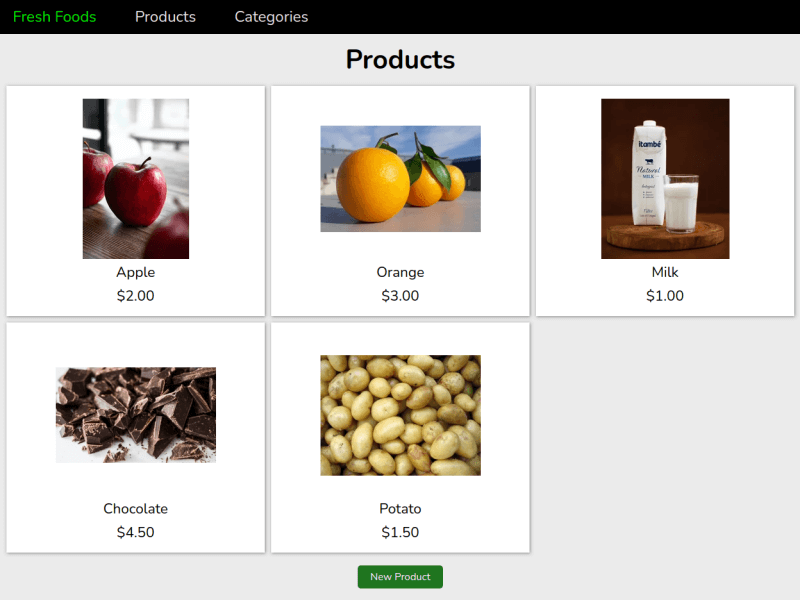 Fresh Foods Products Categories
Products
itambé
Natural
MILK
Apple
$2.00
Orange
$3.00
Milk
$1.00
Chocolate
$4.50
Potato
$1.50
New Product